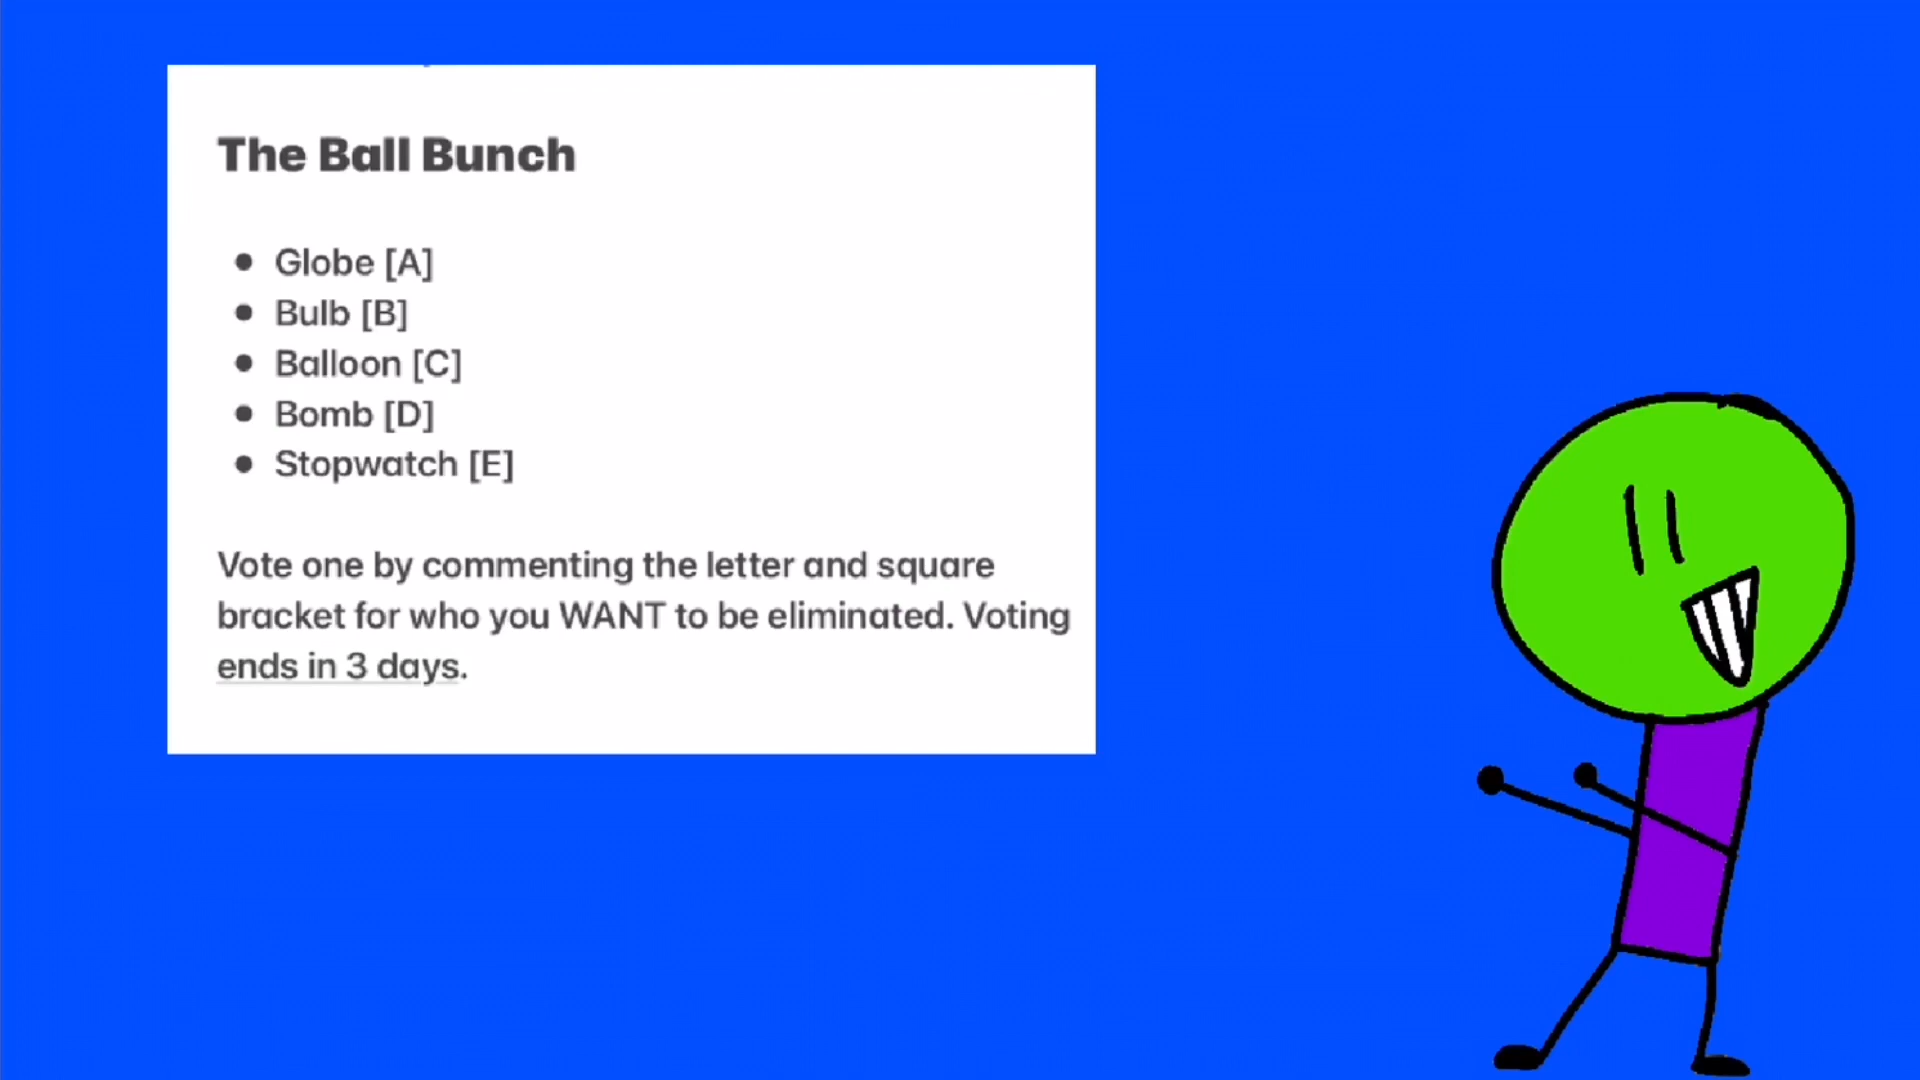 The Ball Bunch
• Globe [A]
• Bulb [B]
• Balloon [C]
• Bomb [D]
• Stopwatch [E]
Vote one by commenting the letter and square
bracket for who you WANT to be eliminated. Voting
ends in 3 days.